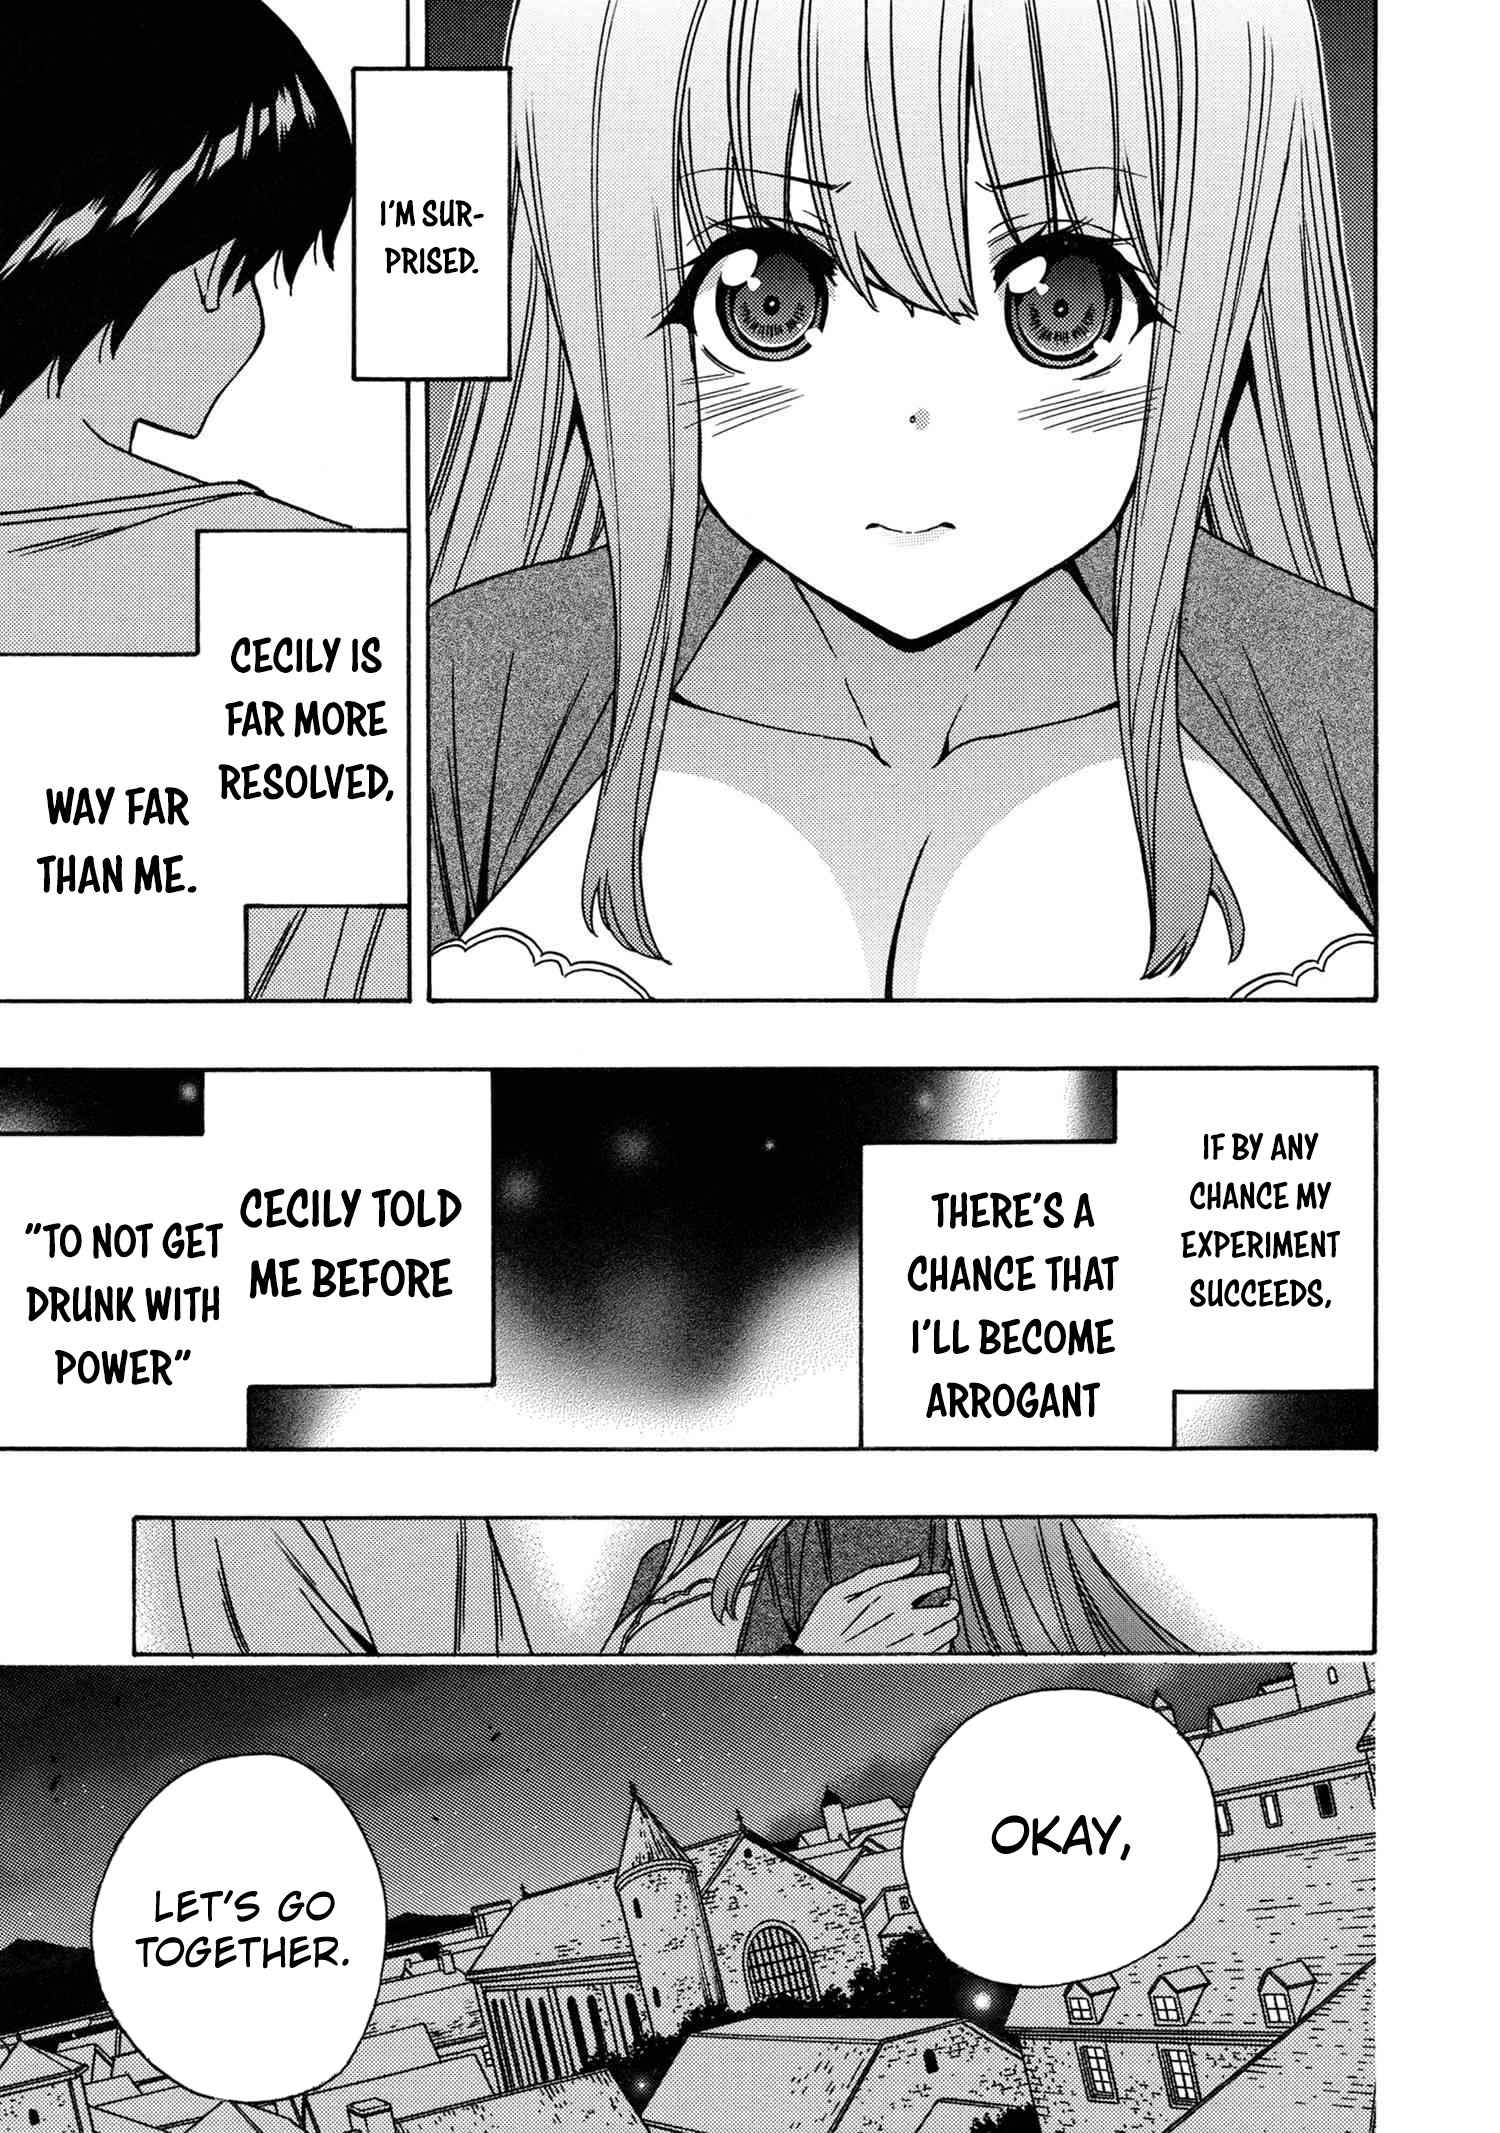 I'M SUR-
PRISED.
CECILY IS
FAR MORE
RESOLVED,
WAY FAR
THAN ME.
IF BY ANY
CHANCE MY
EXPERIMENT
SUCCEEDS,
THERE'S A
CHANCE THAT
I'LL BECOME
ARROGANT
CECILY TOLD
ME BEFORE
"TO NOT GET
DRUNK WITH
POWER"
OKAY,
LET'S GO
TOGETHER.